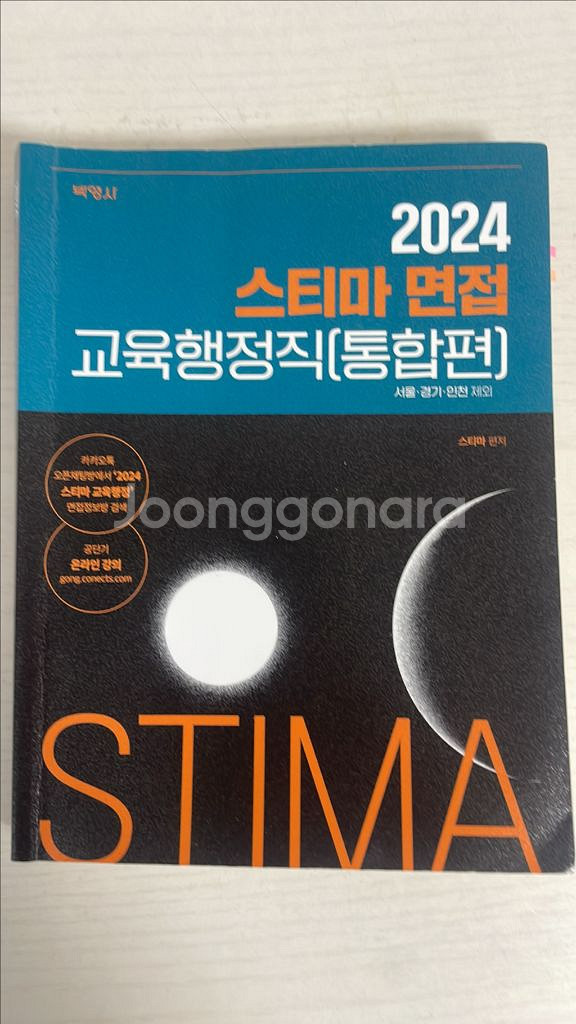 박영사
2024
스티마 면접
교육행정직(통합편)
서울·경기·인천 제외
스티마 편저
카카오톡
오픈채팅방에서 '2024
스티마 교육행정'
면접정보방 검색
Joonggonara
공단기
온라인 강의
gong.conects.com
STIMA